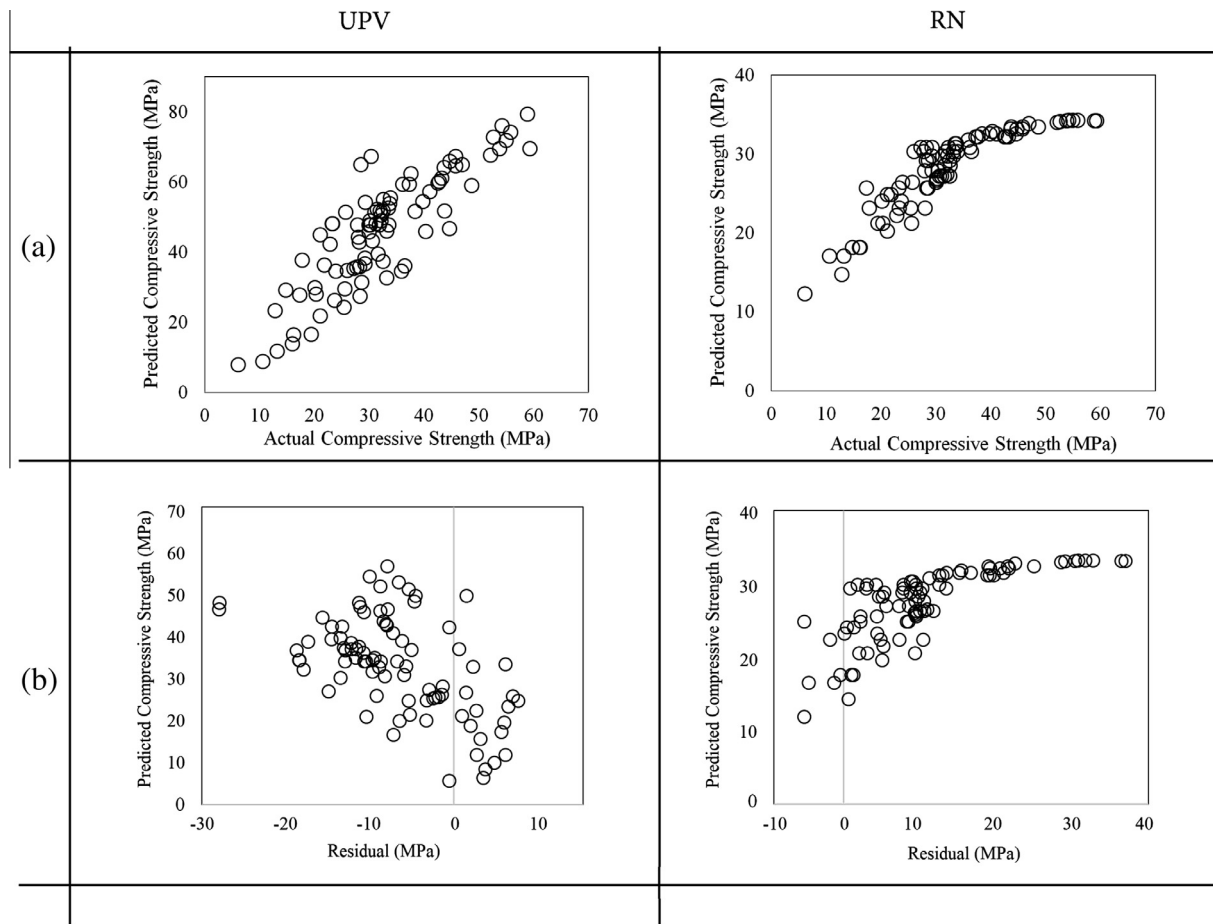 UPV
RN
(a)
Predicted Compressive Strength (MPa)
80
60
40
20
0
0 10 20 30 40 50 60 70
Actual Compressive Strength (MPa)
Predicted Compressive Strength (MPa)
40
30
20
10
0
0 10 20 30 40 50 60 70
Actual Compressive Strength (MPa)
(b)
Predicted Compressive Strength (MPa)
70
60
50
40
30
20
10
0
-30 -20 -10 0 10
Residual (MPa)
Predicted Compressive Strength (MPa)
40
30
20
10
0
-10 0 10 20 30 40
Residual (MPa)